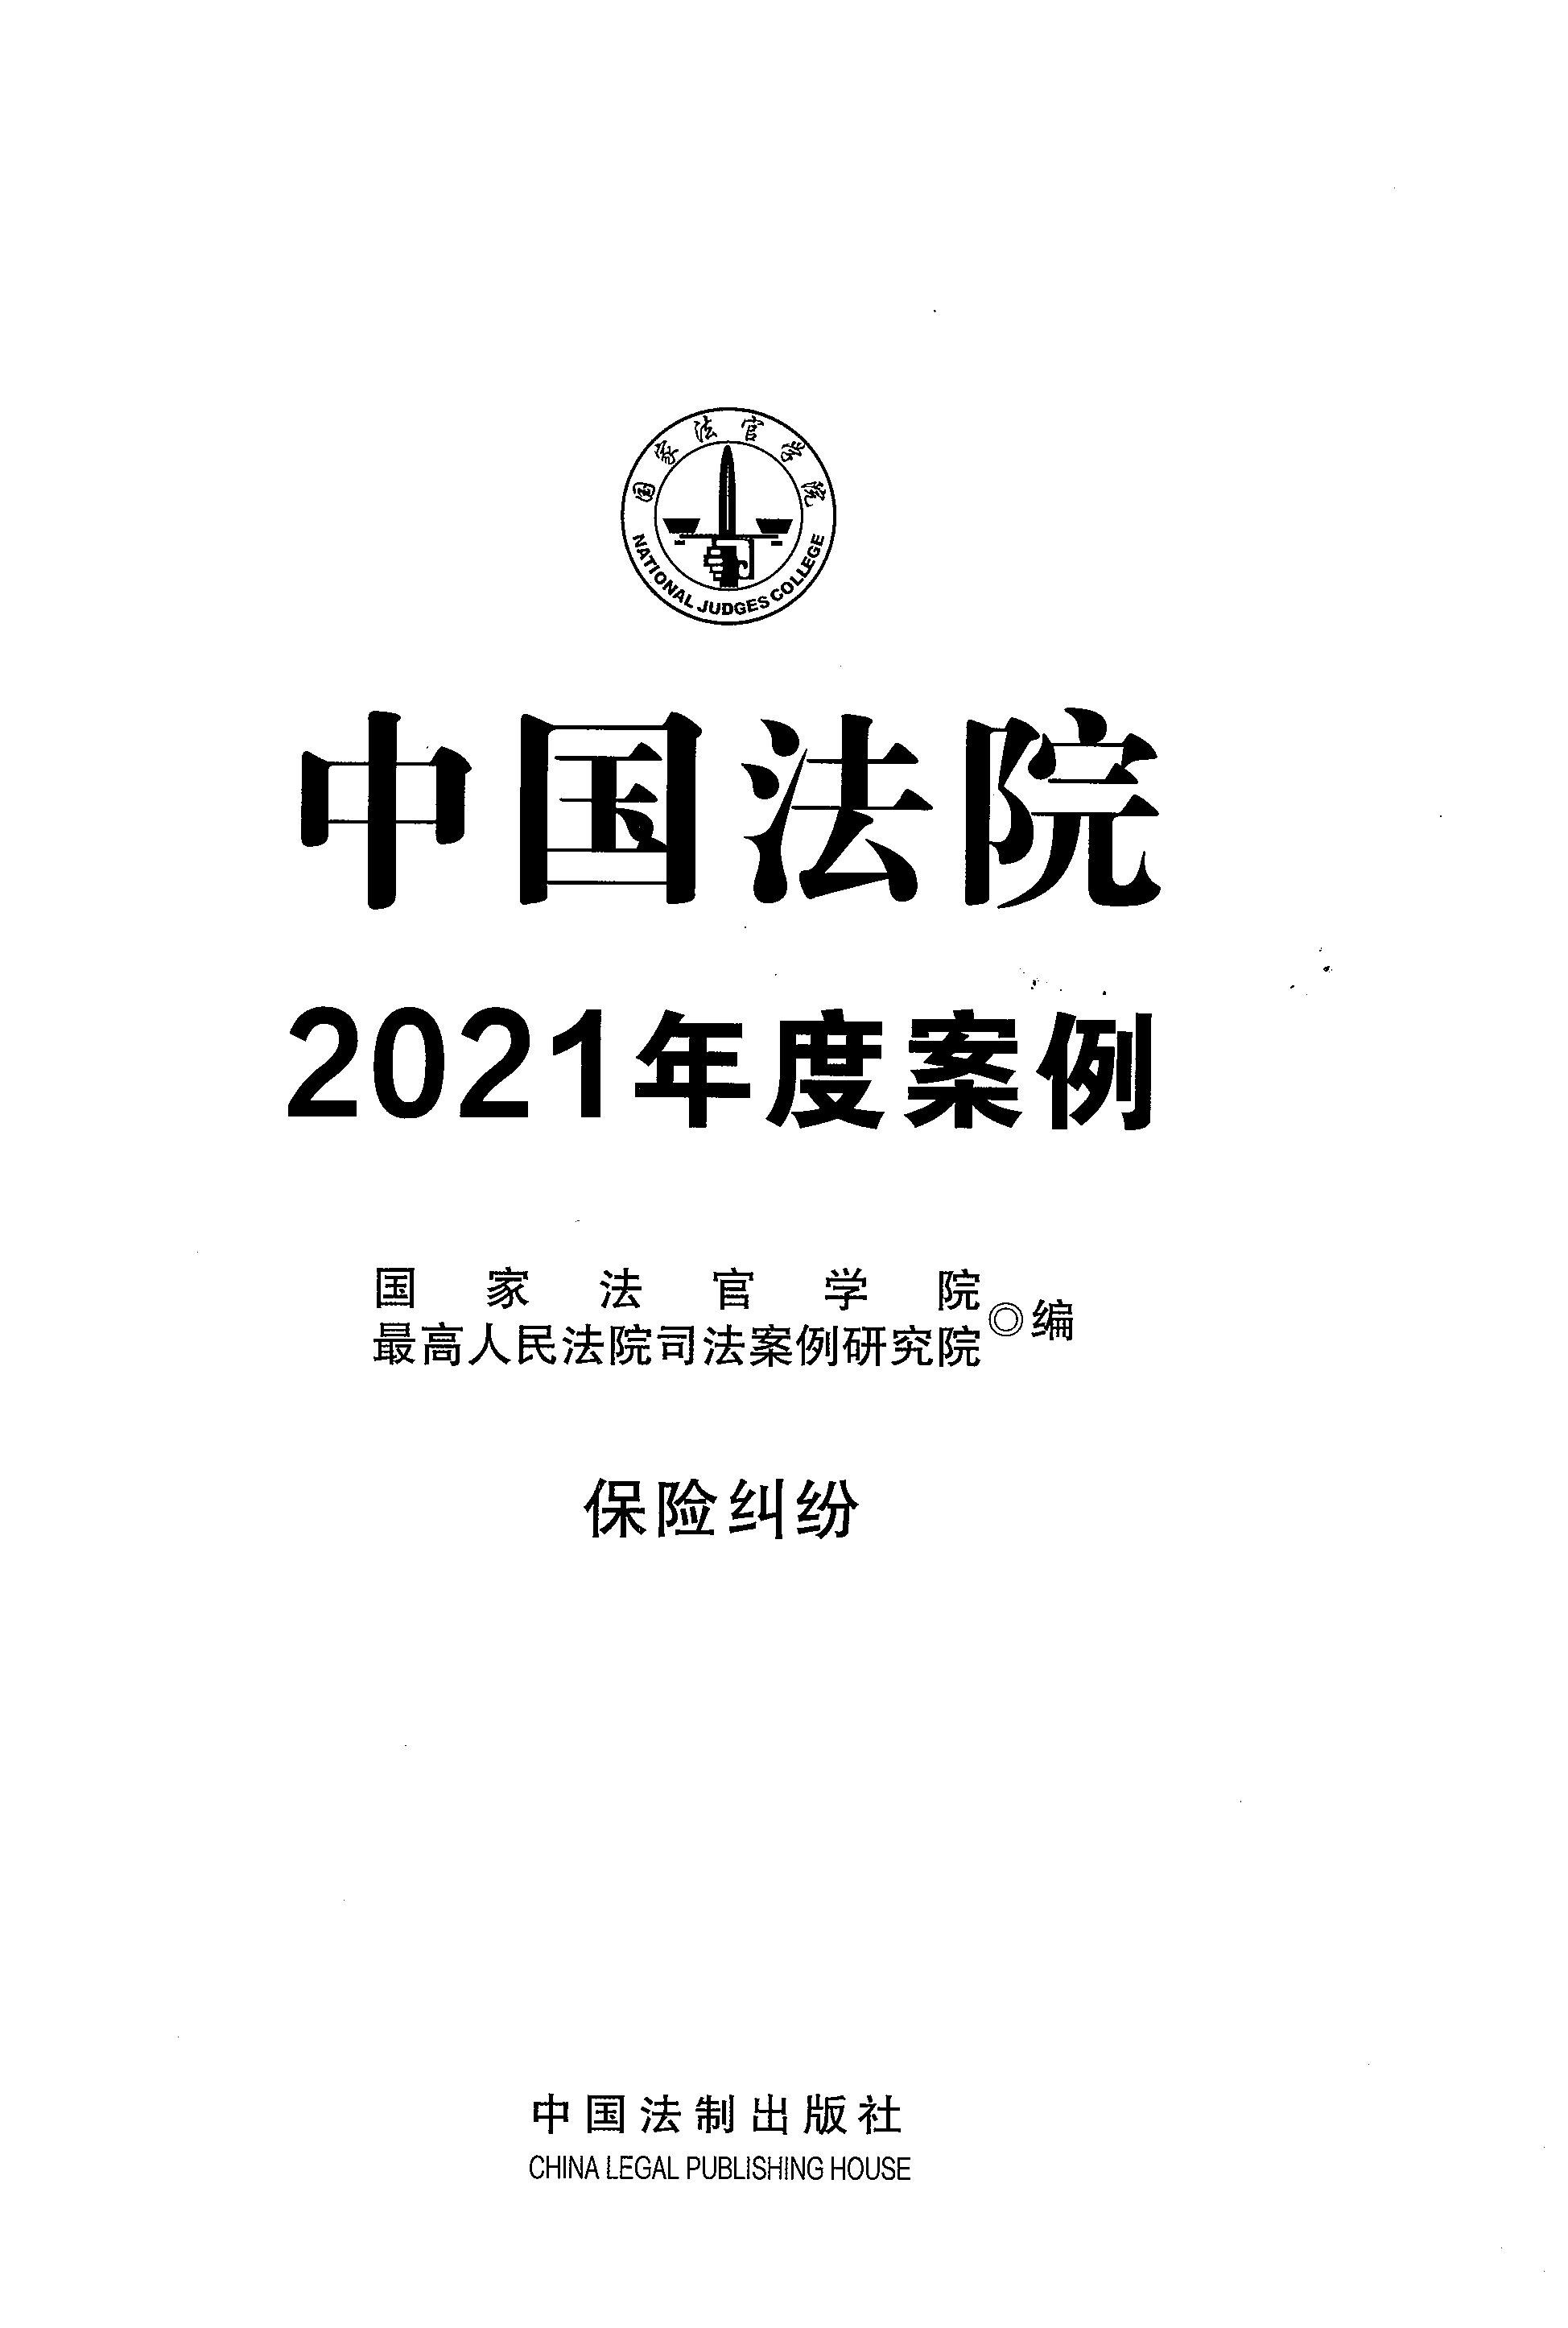 国家法官学院
NATIONAL JUDGES COLLEGE
中国法院
2021年度案例
国家法官学院
最高人民法院司法案例研究院◎编
保险纠纷
中国法制出版社
CHINA LEGAL PUBLISHING HOUSE